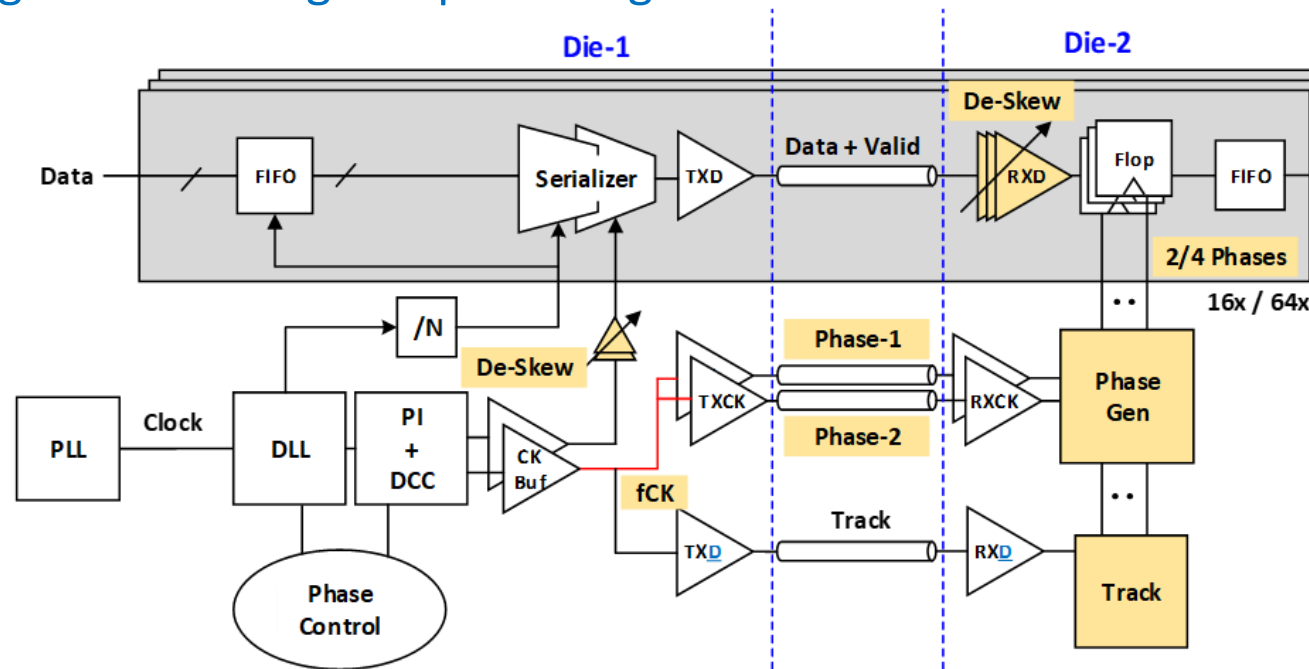 Die-1
Die-2
De-Skew
Data
FIFO
Serializer
TXD
Data + Valid
RXD
Flop
FIFO
2/4 Phases
16x / 64x
/N
De-Skew
Phase-1
TXCK
RXCK
Phase-2
Phase
Gen
PLL
Clock
DLL
PI
+
DCC
CK
Buf
fCK
TXD
Track
RXD
Track
Phase
Control